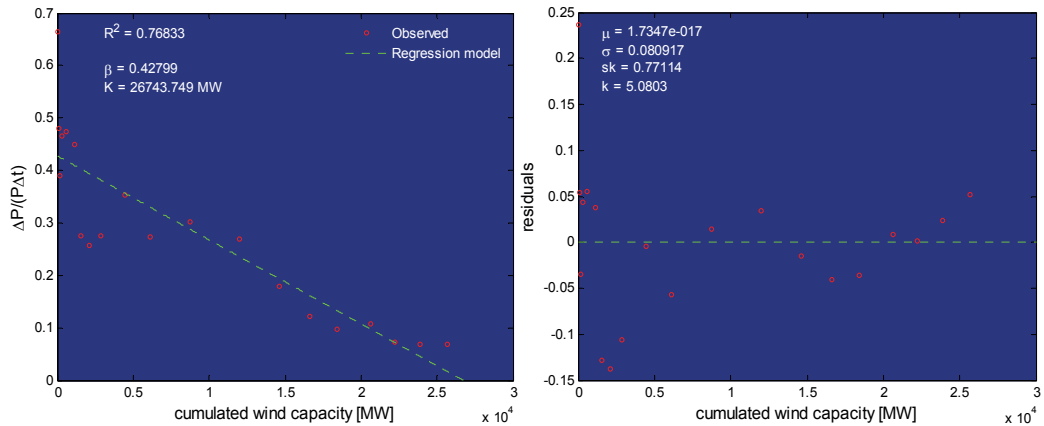 0.7
0.6
0.5
0.4
0.3
0.2
0.1
0
ΔP/(PΔt)
R² = 0.76833
β = 0.42799
K = 26743.749 MW
Observed
Regression model
0 0.5 1 1.5 2 2.5 3
x 10⁴
cumulated wind capacity [MW]
0.25
0.2
0.15
0.1
0.05
0
-0.05
-0.1
-0.15
residuals
μ = 1.7347e-017
σ = 0.080917
sk = 0.77114
k = 5.0803
0 0.5 1 1.5 2 2.5 3
x 10⁴
cumulated wind capacity [MW]